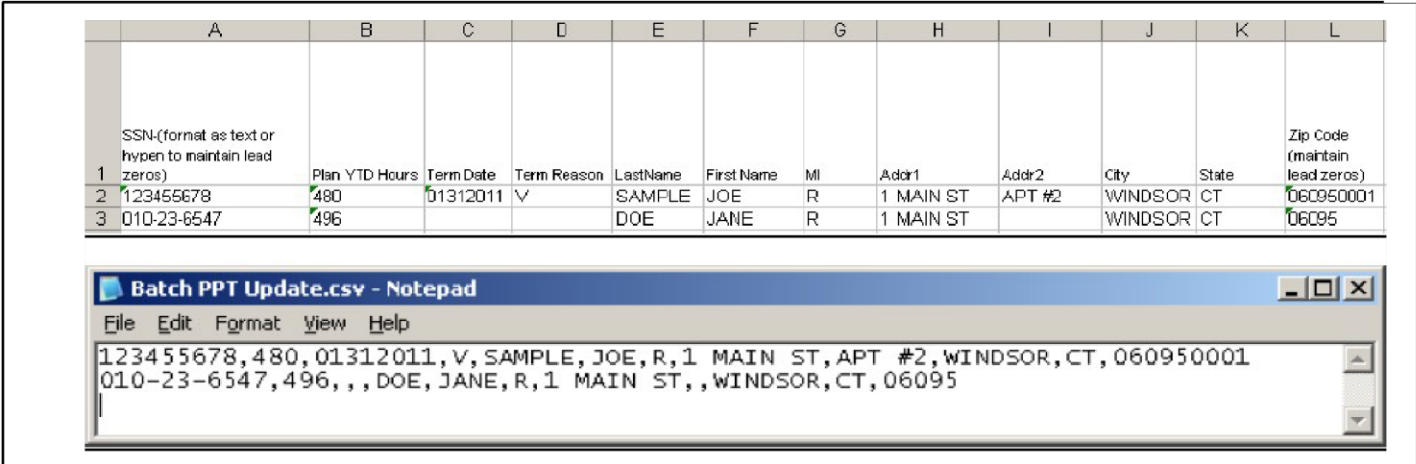 A B C D E F G H I J K L
SSN-(format as text or
hypen to maintain lead
zeros)
Zip Code
(maintain
lead zeros)
1 Plan YTD Hours Term Date Term Reason LastName First Name MI Addr1 Addr2 City State
2 123455678 480 01312011 V SAMPLE JOE R 1 MAIN ST APT #2 WINDSOR CT 060950001
3 010-23-6547 496 DOE JANE R 1 MAIN ST WINDSOR CT 06095
Batch PPT Update.csv - Notepad
File Edit Format View Help
123455678,480,01312011,V,SAMPLE,JOE,R,1 MAIN ST,APT #2,WINDSOR,CT,060950001
010-23-6547,496,,,DOE,JANE,R,1 MAIN ST,,WINDSOR,CT,06095